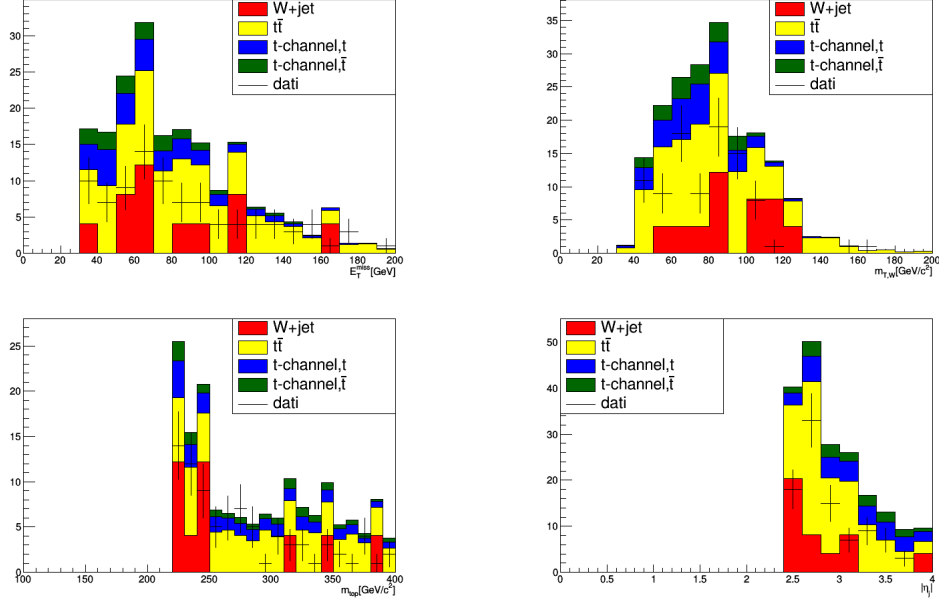 W+jet
tt̄
t-channel,t
t-channel,t̄
dati
0 5 10 15 20 25 30
0 20 40 60 80 100 120 140 160 180 200
E_T^miss[GeV]
W+jet
tt̄
t-channel,t
t-channel,t̄
dati
0 5 10 15 20 25 30 35
0 20 40 60 80 100 120 140 160 180 200
m_T,W[GeV/c²]
W+jet
tt̄
t-channel,t
t-channel,t̄
dati
0 5 10 15 20 25
100 150 200 250 300 350 400
m_top[GeV/c²]
W+jet
tt̄
t-channel,t
t-channel,t̄
dati
0 10 20 30 40 50
0 0.5 1 1.5 2 2.5 3 3.5 4
|η_j|